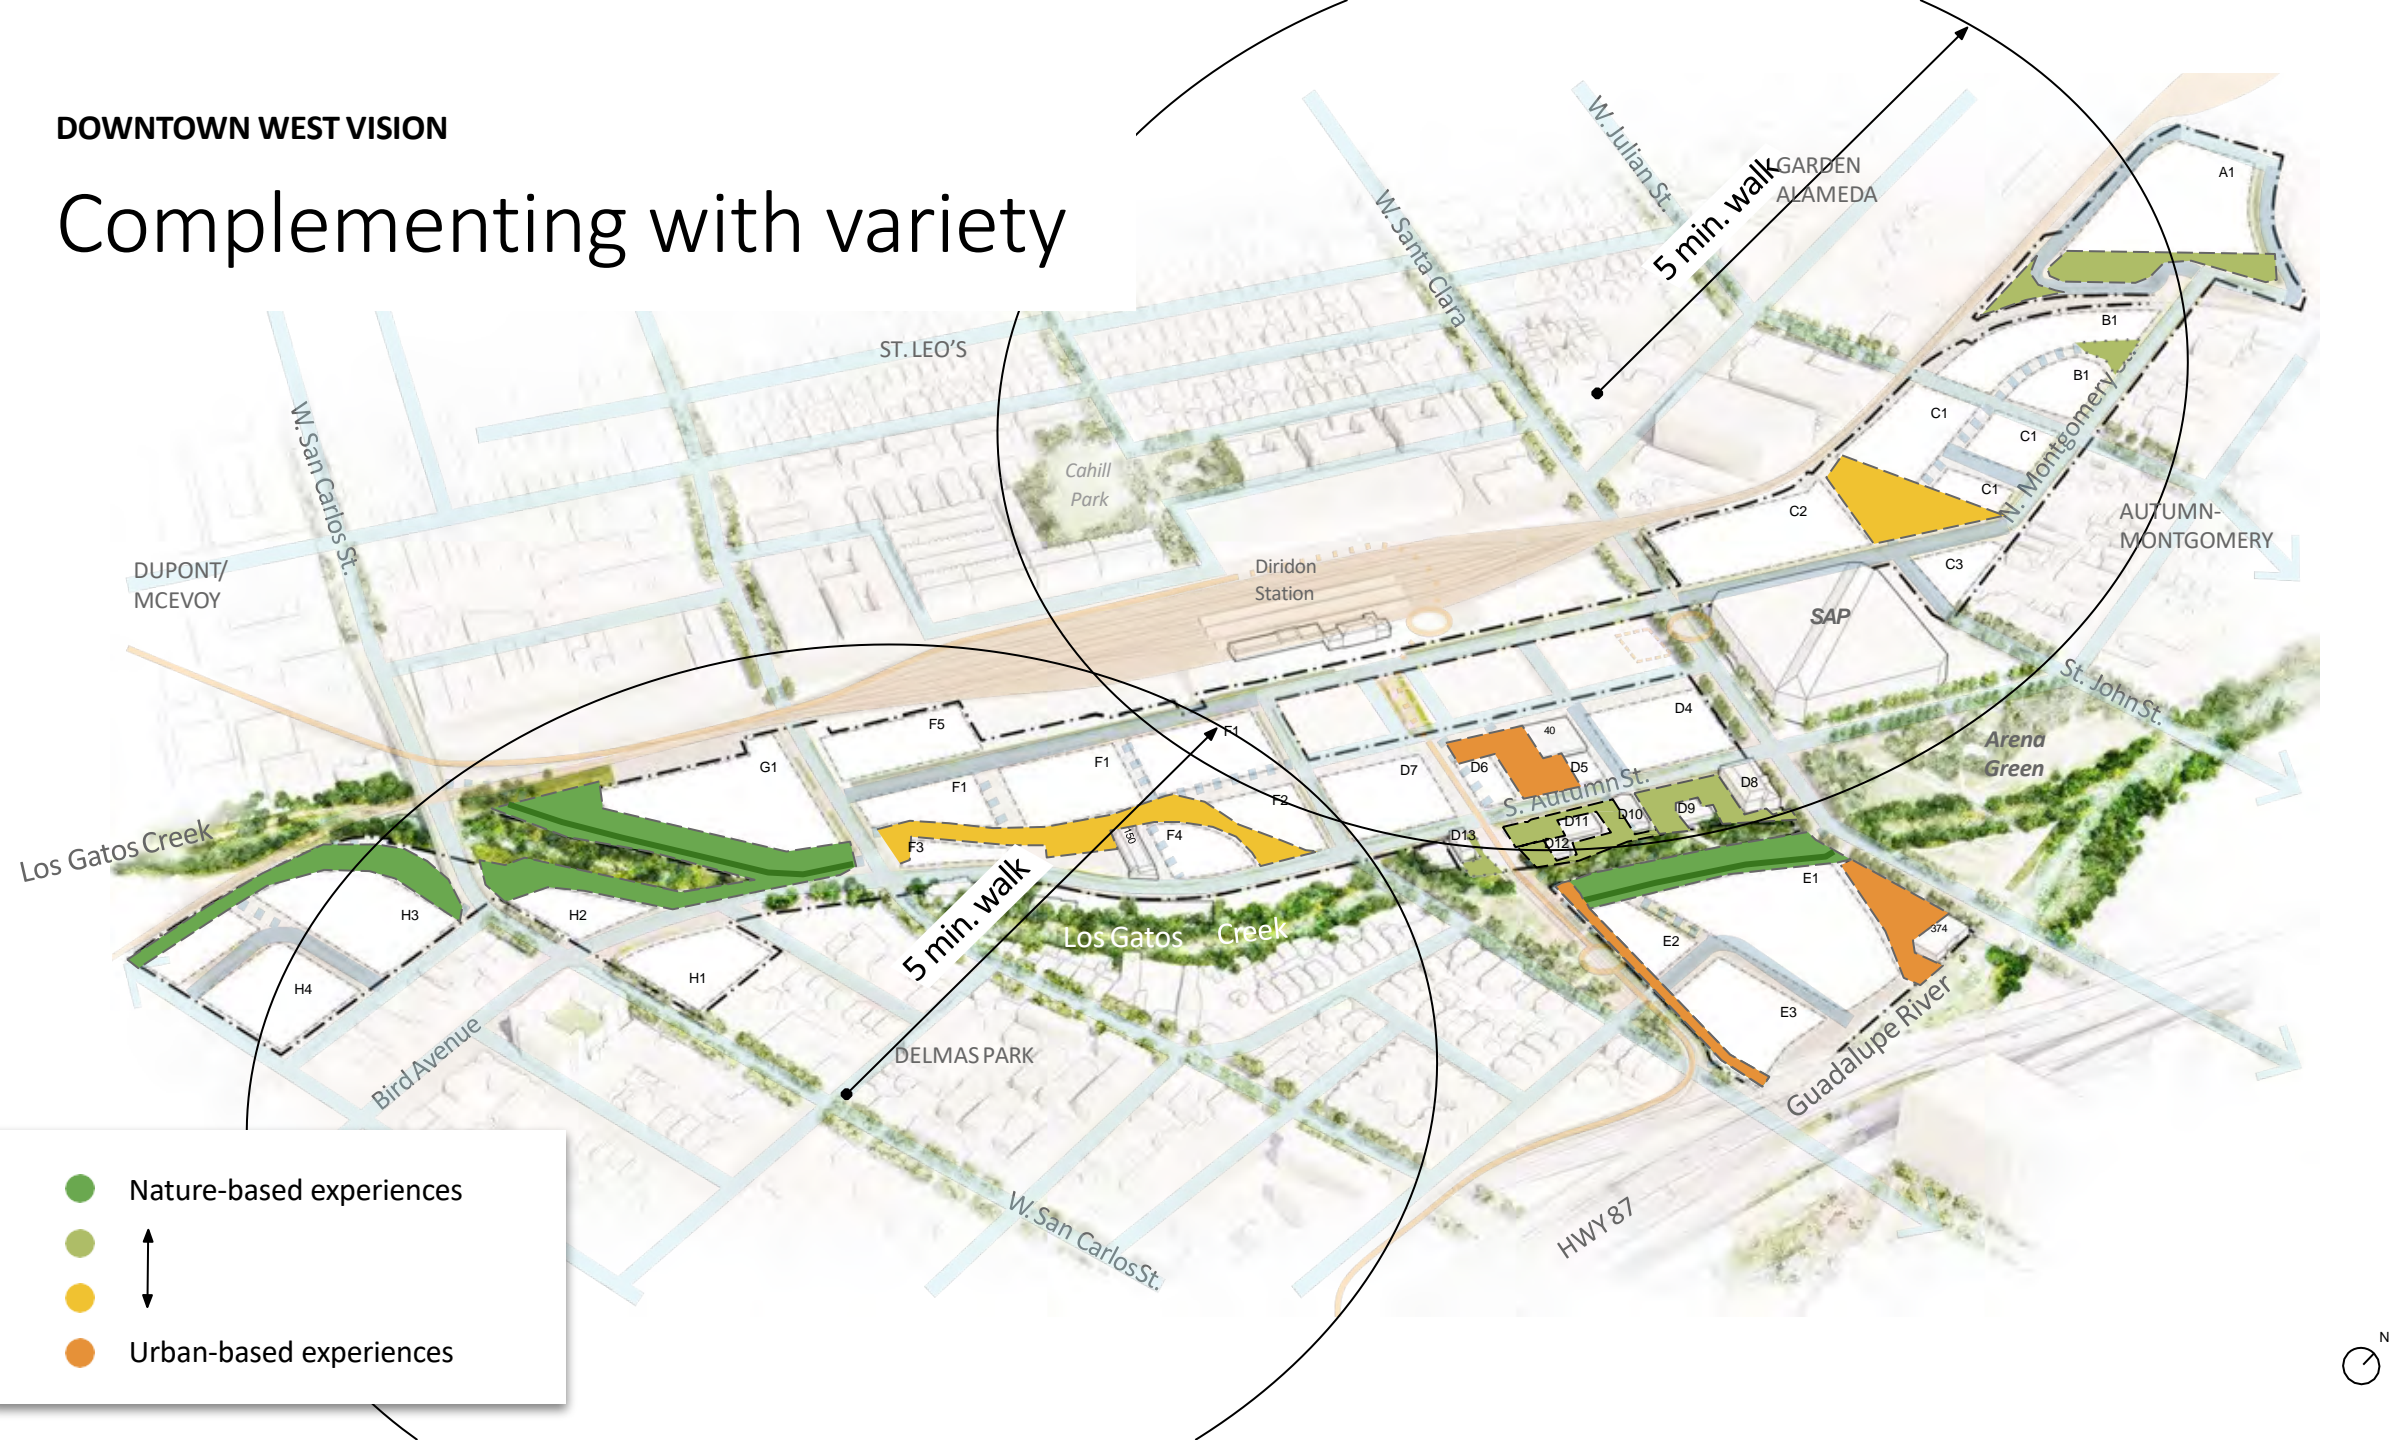 DOWNTOWN WEST VISION
Complementing with variety
5 min. walk
GARDEN
ALAMEDA
W. Julian St.
W. Santa Clara
A1
B1
B1
ST. LEO'S
C1
C1
C1
N. Montgomery
W. San Carlos St.
Cahill
Park
C2
AUTUMN-
MONTGOMERY
DUPONT/
MCEVOY
Diridon
Station
C3
SAP
St. John St.
Arena
Green
F5
F1
D4
40
G1
F1
D7
D6
D5
S. Autumn St.
D8
F1
F2
D9
D10
D11
D12
D13
Los Gatos Creek
F3
150
F4
E1
H3
H2
5 min. walk
Los Gatos Creek
374
E2
H1
H4
E3
Guadalupe River
Bird Avenue
DELMAS PARK
W. San Carlos St.
HWY 87
Nature-based experiences
Urban-based experiences
N